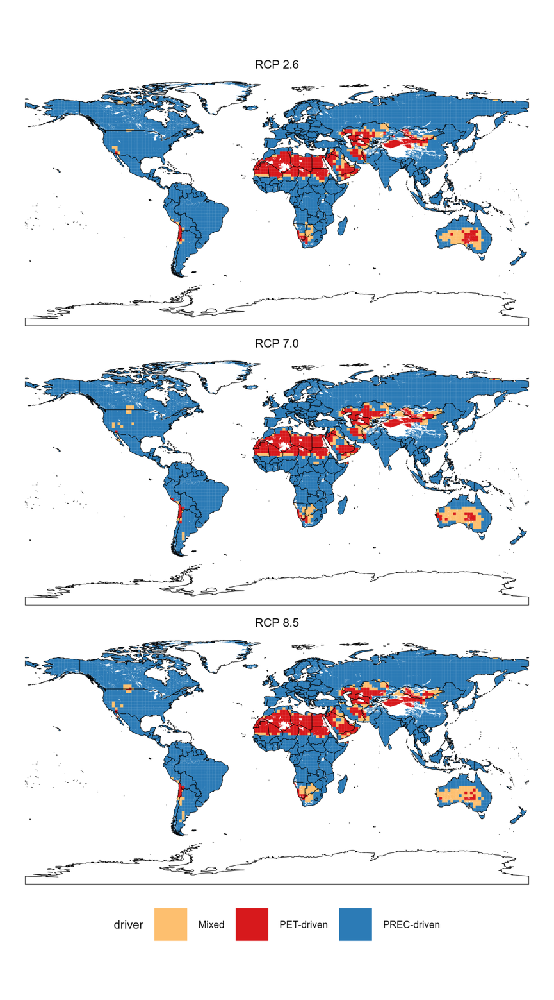 RCP 2.6
RCP 7.0
RCP 8.5
driver Mixed PET-driven PREC-driven